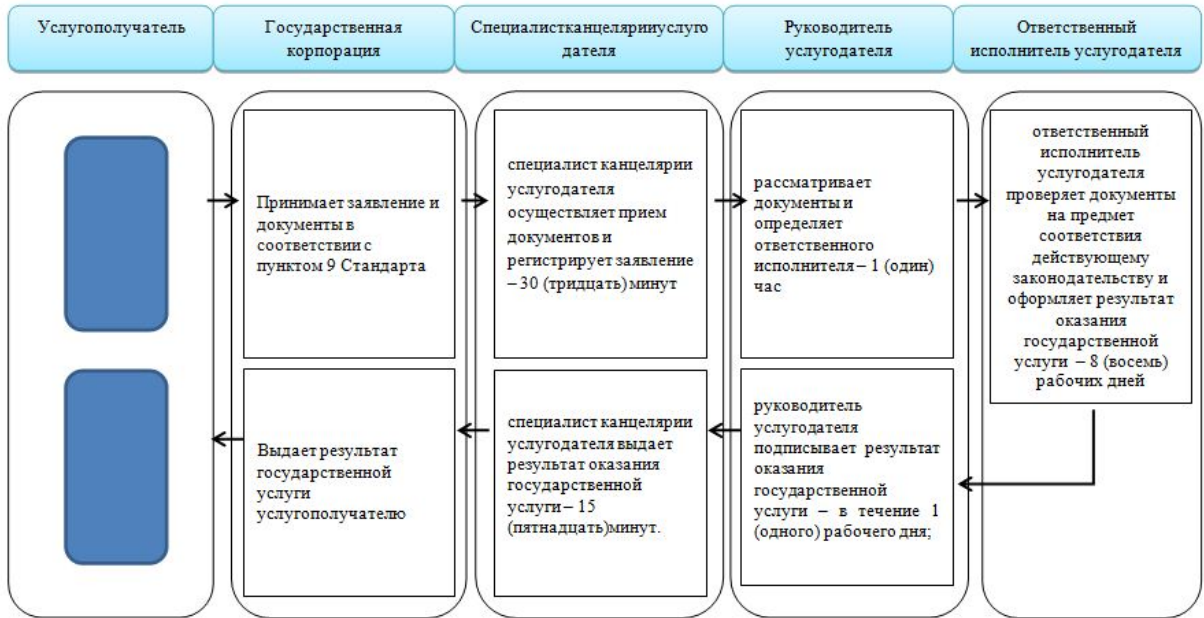 Услугополучатель
Государственная
корпорация
Специалистканцелярииуслуго
дателя
Руководитель
услугодателя
Ответственный
исполнитель услугодателя
Принимает заявление и
документы в
соответствии с
пунктом 9 Стандарта
специалист канцелярии
услугодателя
осуществляет прием
документов и
регистрирует заявление
– 30 (тридцать) минут
рассматривает
документы и
определяет
ответственного
исполнителя – 1 (один)
час
ответственный
исполнитель
услугодателя
проверяет документы
на предмет
соответствия
действующему
законодательству и
оформляет результат
оказания
государственной
услуги – 8 (восемь)
рабочих дней
Выдает результат
государственной
услуги
услугополучателю
специалист канцелярии
услугодателя выдает
результат оказания
государственной
услуги – 15
(пятнадцать)минут.
руководитель
услугодателя
подписывает результат
оказания
государственной
услуги – в течение 1
(одного) рабочего дня;